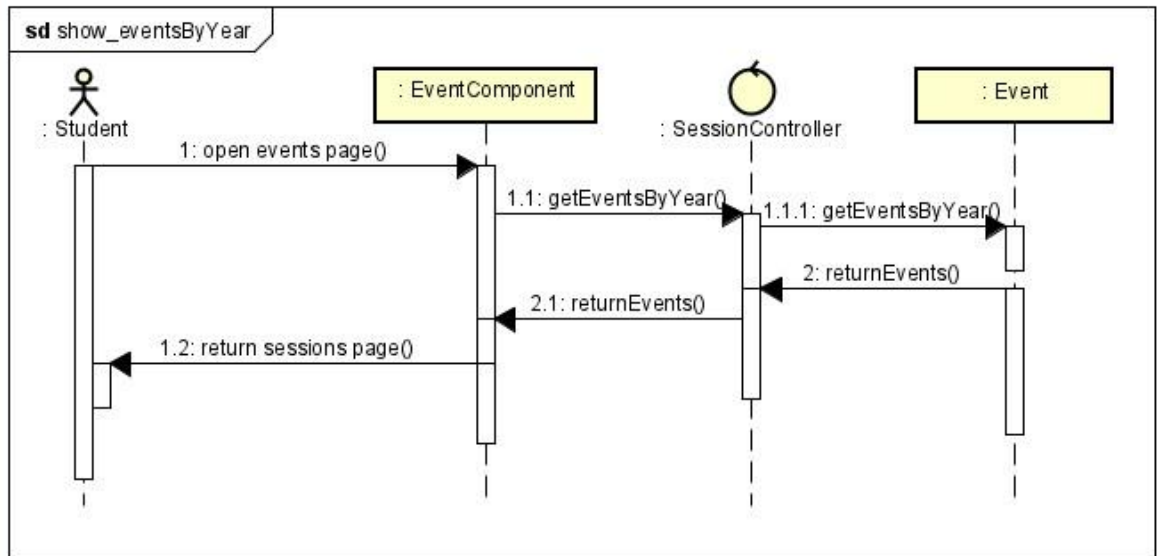 sd show_eventsByYear
: Student
: EventComponent
: SessionController
: Event
1: open events page()
1.1: getEventsByYear()
1.1.1: getEventsByYear()
2: returnEvents()
2.1: returnEvents()
1.2: return sessions page()